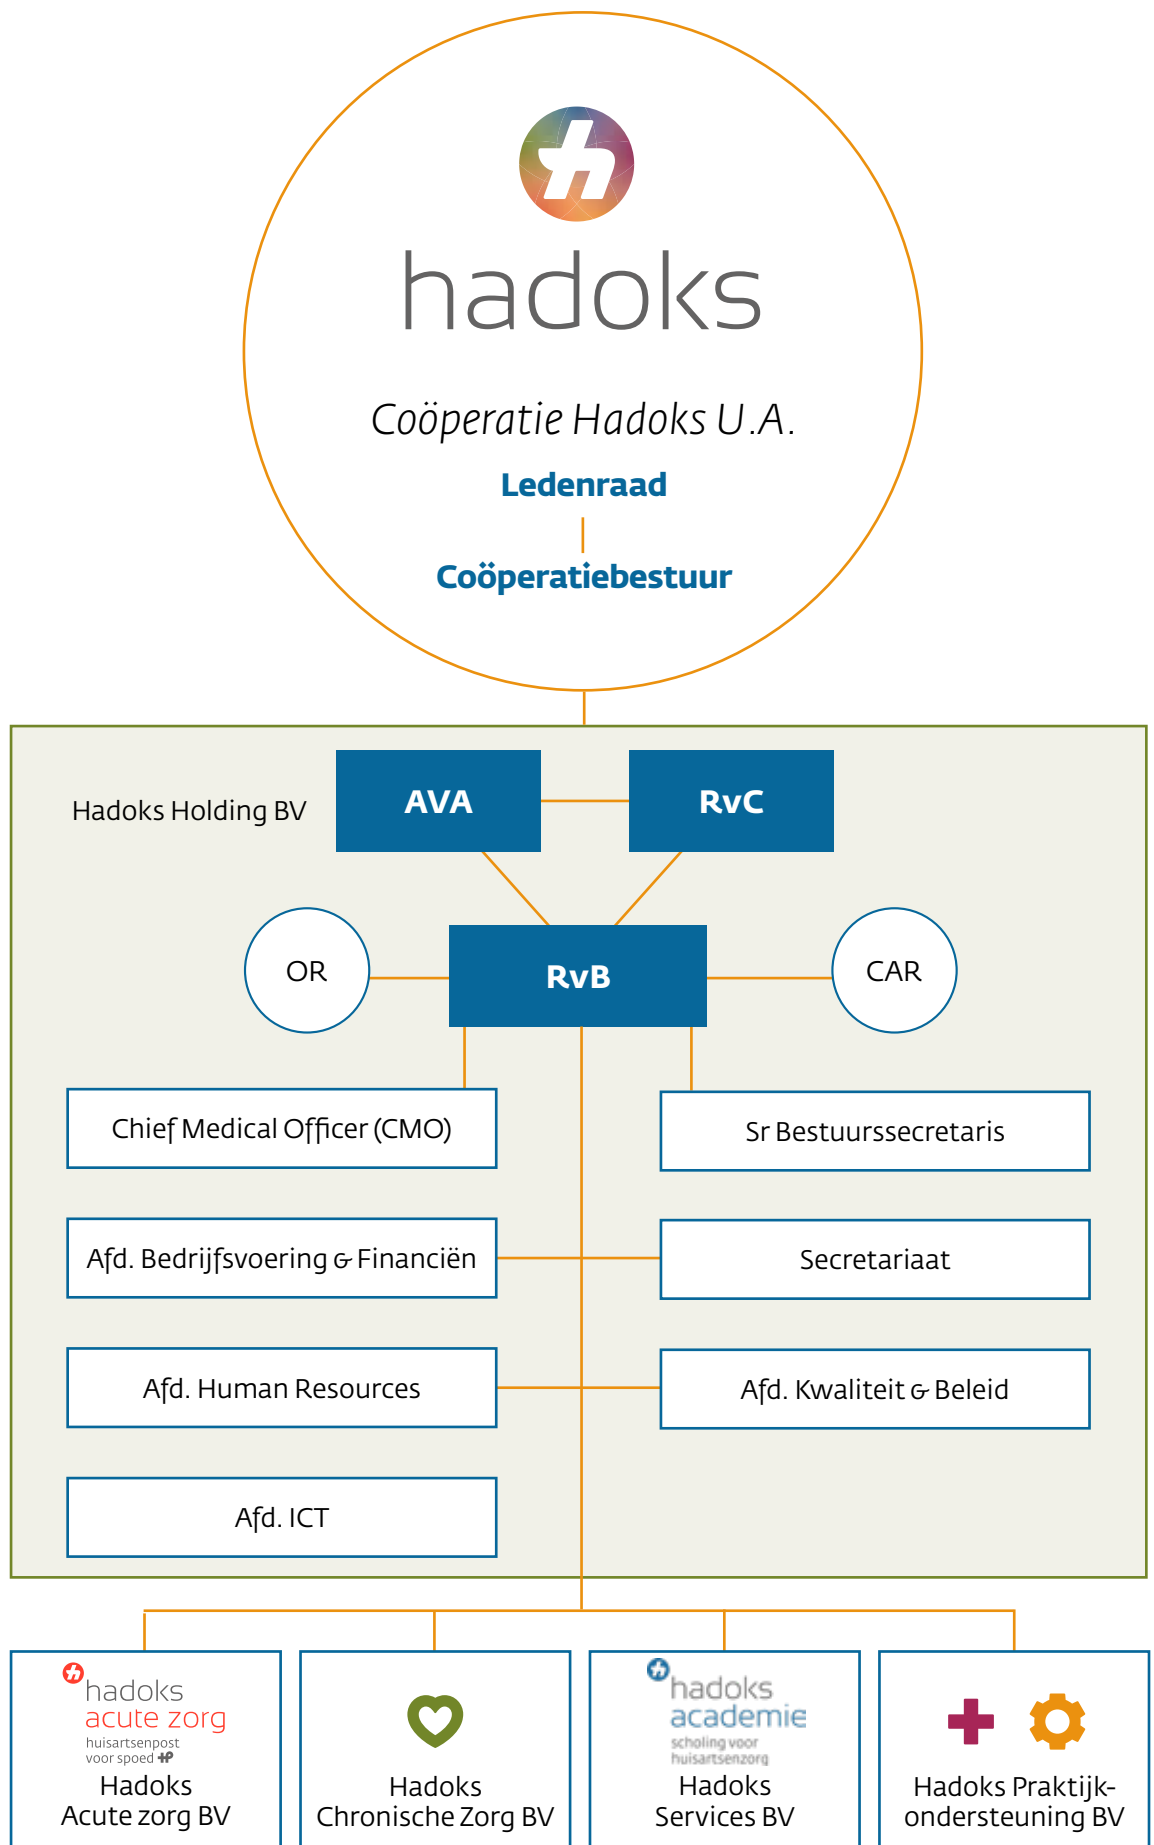 hadoks
Coöperatie Hadoks U.A.
Ledenraad
Coöperatiebestuur
Hadoks Holding BV
AVA
RvC
OR
RvB
CAR
Chief Medical Officer (CMO)
Sr Bestuurssecretaris
Afd. Bedrijfsvoering & Financiën
Secretariaat
Afd. Human Resources
Afd. Kwaliteit & Beleid
Afd. ICT
hadoks
acute zorg
huisartsenpost
voor spoed
Hadoks
Acute zorg BV
Hadoks
Chronische Zorg BV
hadoks
academie
scholing voor
huisartsenzorg
Hadoks
Services BV
Hadoks Praktijk-
ondersteuning BV